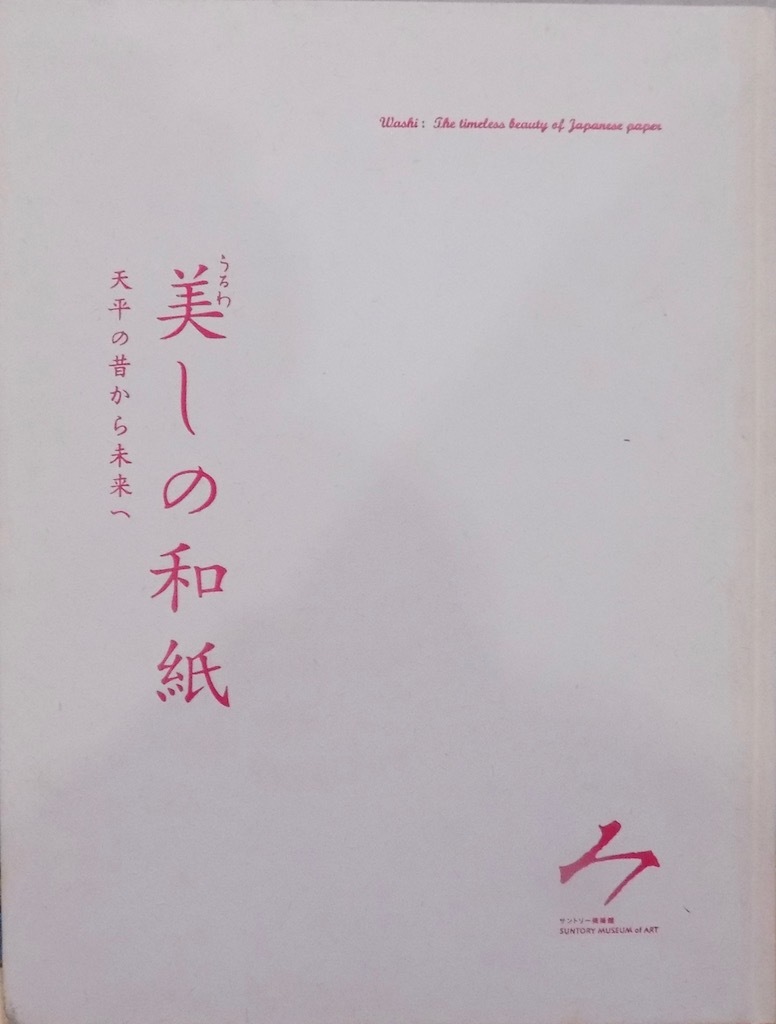 Washi: The timeless beauty of Japanese paper
うるわ
美しの和紙
天平の昔から未来へ
サントリー美術館
SUNTORY MUSEUM of ART